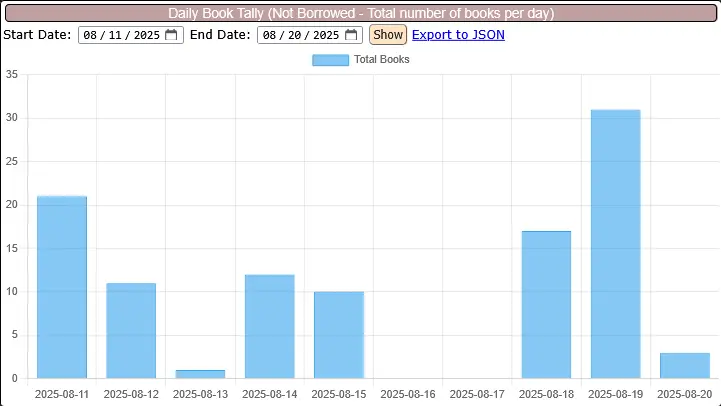 Daily Book Tally (Not Borrowed - Total number of books per day)
Start Date: 08/11/2025 End Date: 08/20/2025 Show Export to JSON
Total Books
35
30
25
20
15
10
5
0
2025-08-11 2025-08-12 2025-08-13 2025-08-14 2025-08-15 2025-08-16 2025-08-17 2025-08-18 2025-08-19 2025-08-20